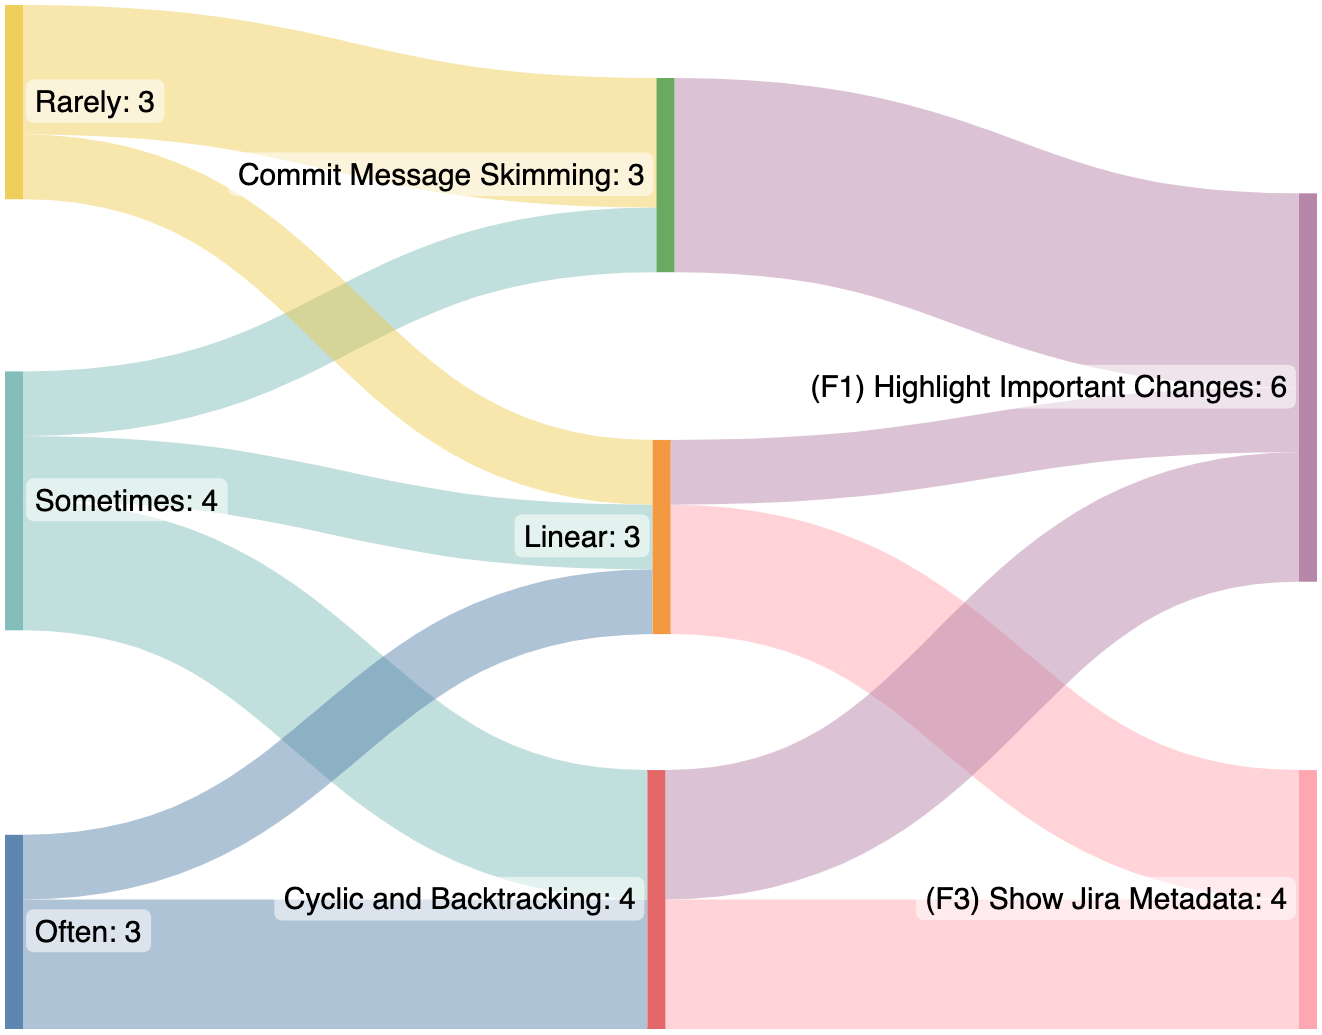 Rarely: 3
Commit Message Skimming: 3
(F1) Highlight Important Changes: 6
Sometimes: 4
Linear: 3
Cyclic and Backtracking: 4
(F3) Show Jira Metadata: 4
Often: 3